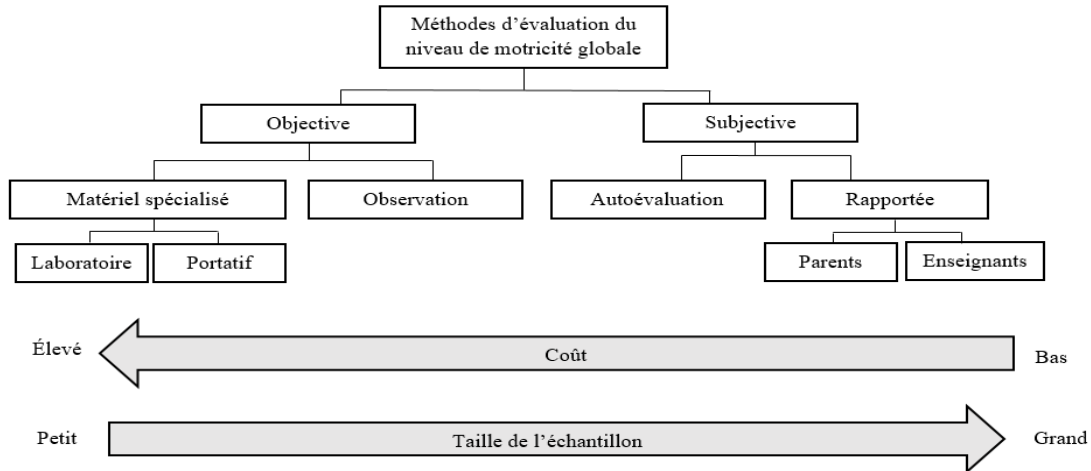 Méthodes d’évaluation du
niveau de motricité globale
Objective
Subjective
Matériel spécialisé
Observation
Autoévaluation
Rapportée
Laboratoire
Portatif
Parents
Enseignants
Élevé
Coût
Bas
Petit
Taille de l’échantillon
Grand